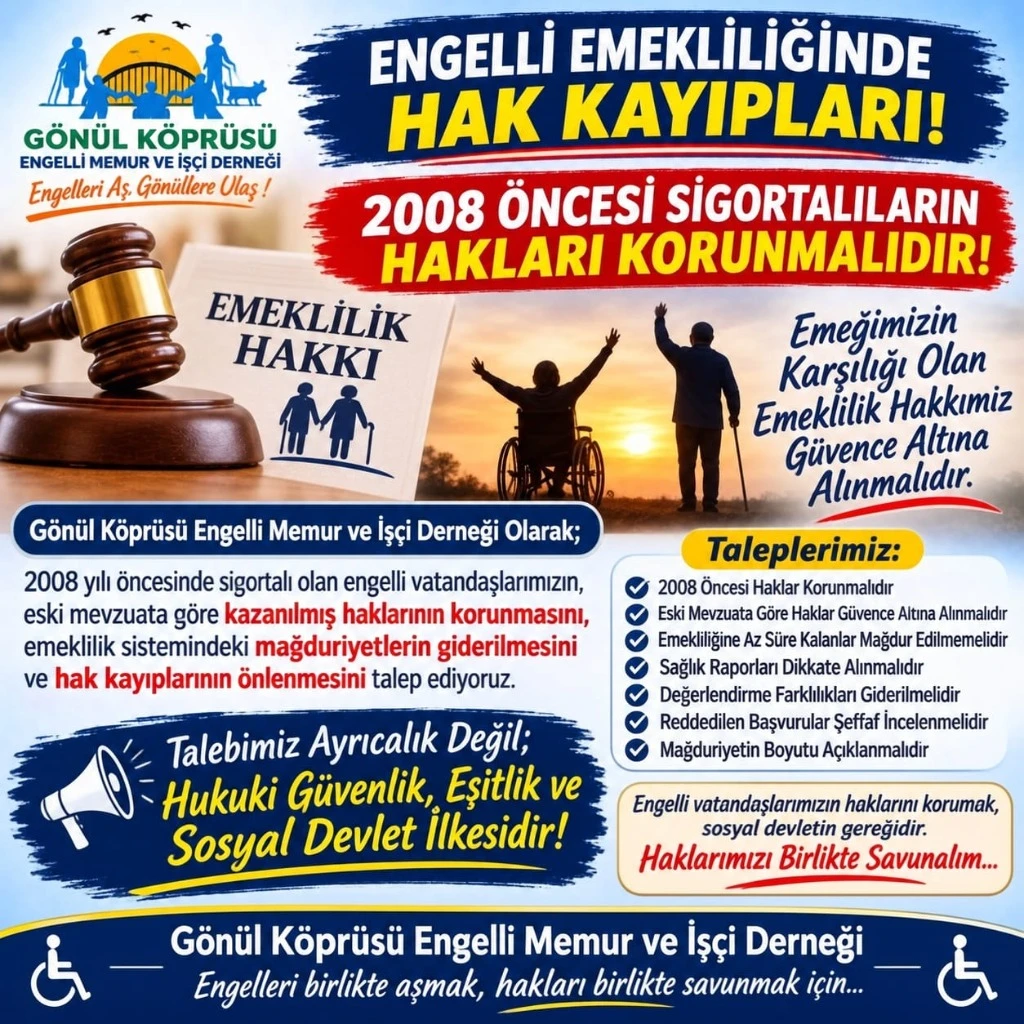 GÖNÜL KÖPRÜSÜ
ENGELLİ MEMUR VE İŞÇİ DERNEĞİ
Engelleri Aş, Gönüllere Ulaş !
ENGELLİ EMEKLİLİĞİNDE
HAK KAYIPLARI!
2008 ÖNCESİ SİGORTALILARIN
HAKLARI KORUNMALIDIR!
EMEKLİLİK
HAKKI
Emeğimizin
Karşılığı Olan
Emeklilik Hakkımız
Güvence Altına
Alınmalıdır.
Gönül Köprüsü Engelli Memur ve İşçi Derneği Olarak;
2008 yılı öncesinde sigortalı olan engelli vatandaşlarımızın,
eski mevzuata göre kazanılmış haklarının korunmasını,
emeklilik sistemindeki mağduriyetlerin giderilmesini
ve hak kayıplarının önlenmesini talep ediyoruz.
Talebimiz Ayrıcalık Değil;
Hukuki Güvenlik, Eşitlik ve
Sosyal Devlet İlkesidir!
Taleplerimiz:
2008 Öncesi Haklar Korunmalıdır
Eski Mevzuata Göre Haklar Güvence Altına Alınmalıdır
Emekliliğine Az Süre Kalanlar Mağdur Edilmemelidir
Sağlık Raporları Dikkate Alınmalıdır
Değerlendirme Farklılıkları Giderilmelidir
Reddedilen Başvurular Şeffaf İncelenmelidir
Mağduriyetin Boyutu Açıklanmalıdır
Engelli vatandaşlarımızın haklarını korumak,
sosyal devletin gereğidir.
Haklarımızı Birlikte Savunalım...
Gönül Köprüsü Engelli Memur ve İşçi Derneği
Engelleri birlikte aşmak, hakları birlikte savunmak için...